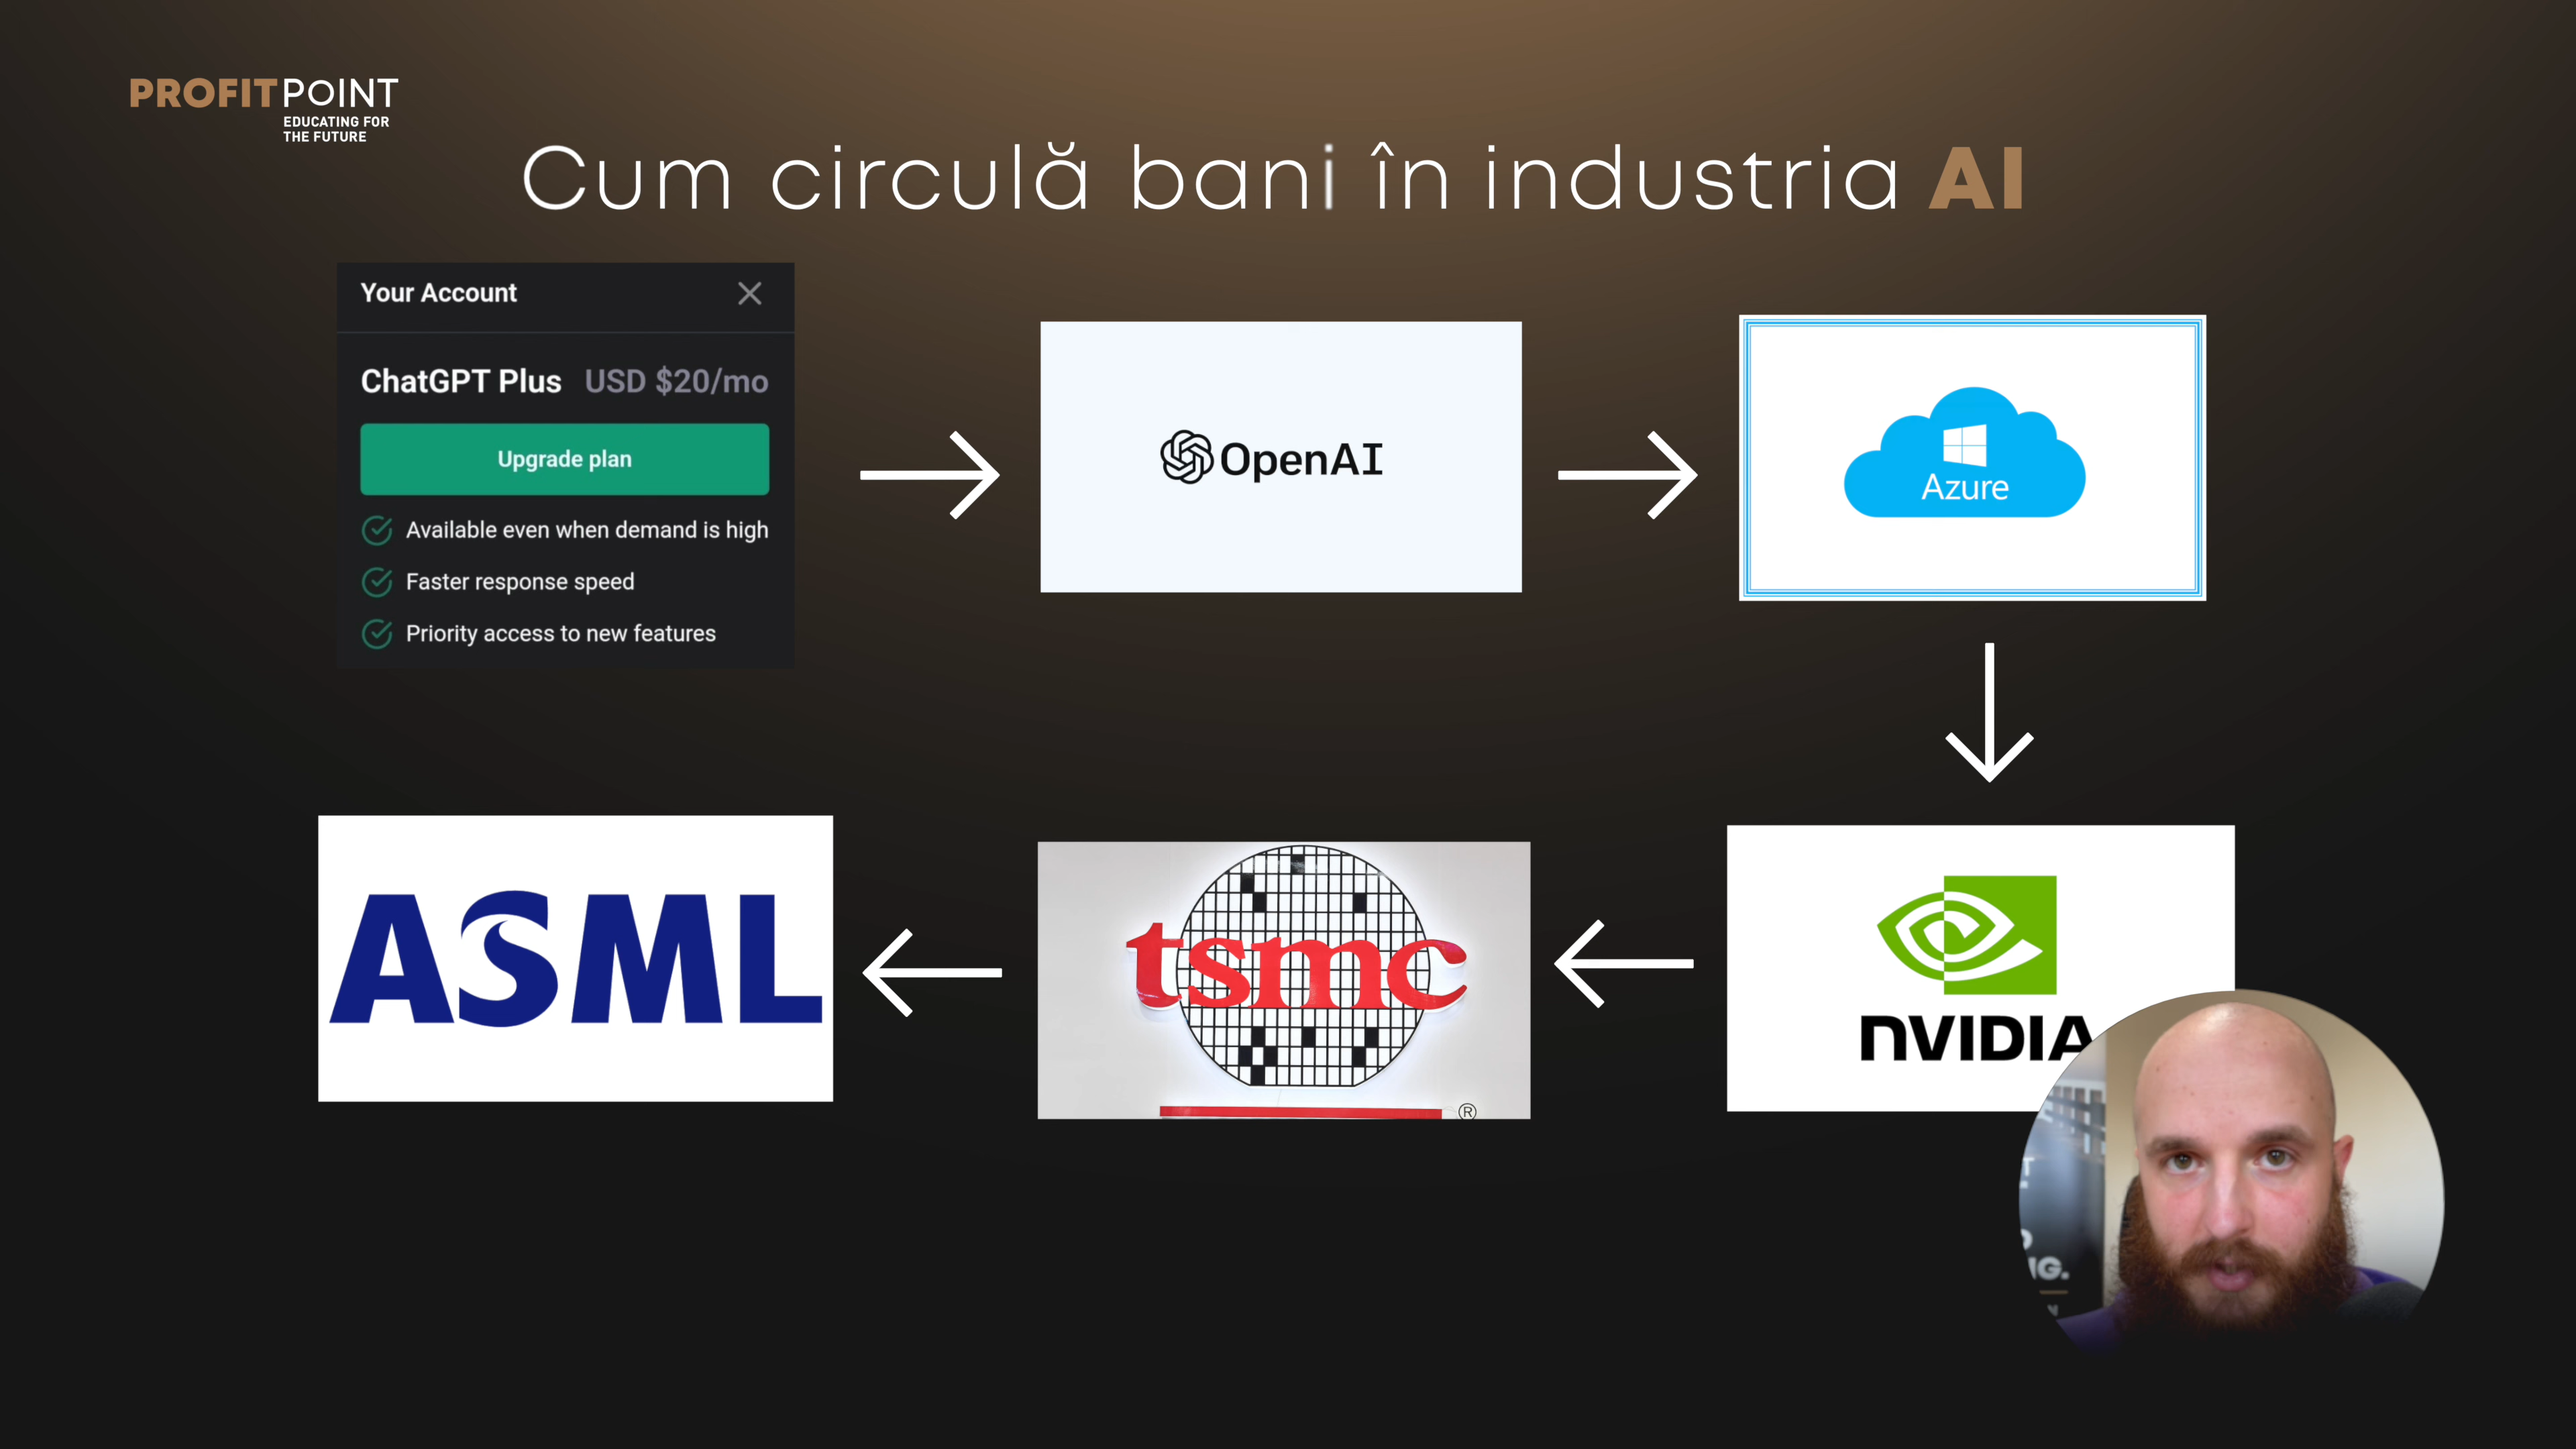 PROFITPOINT
EDUCATING FOR
THE FUTURE
Cum circulă bani în industria AI
Your Account
ChatGPT Plus USD $20/mo
Upgrade plan
Available even when demand is high
Faster response speed
Priority access to new features
OpenAI
Azure
ASML
tsmc
®
NVIDIA
IG.